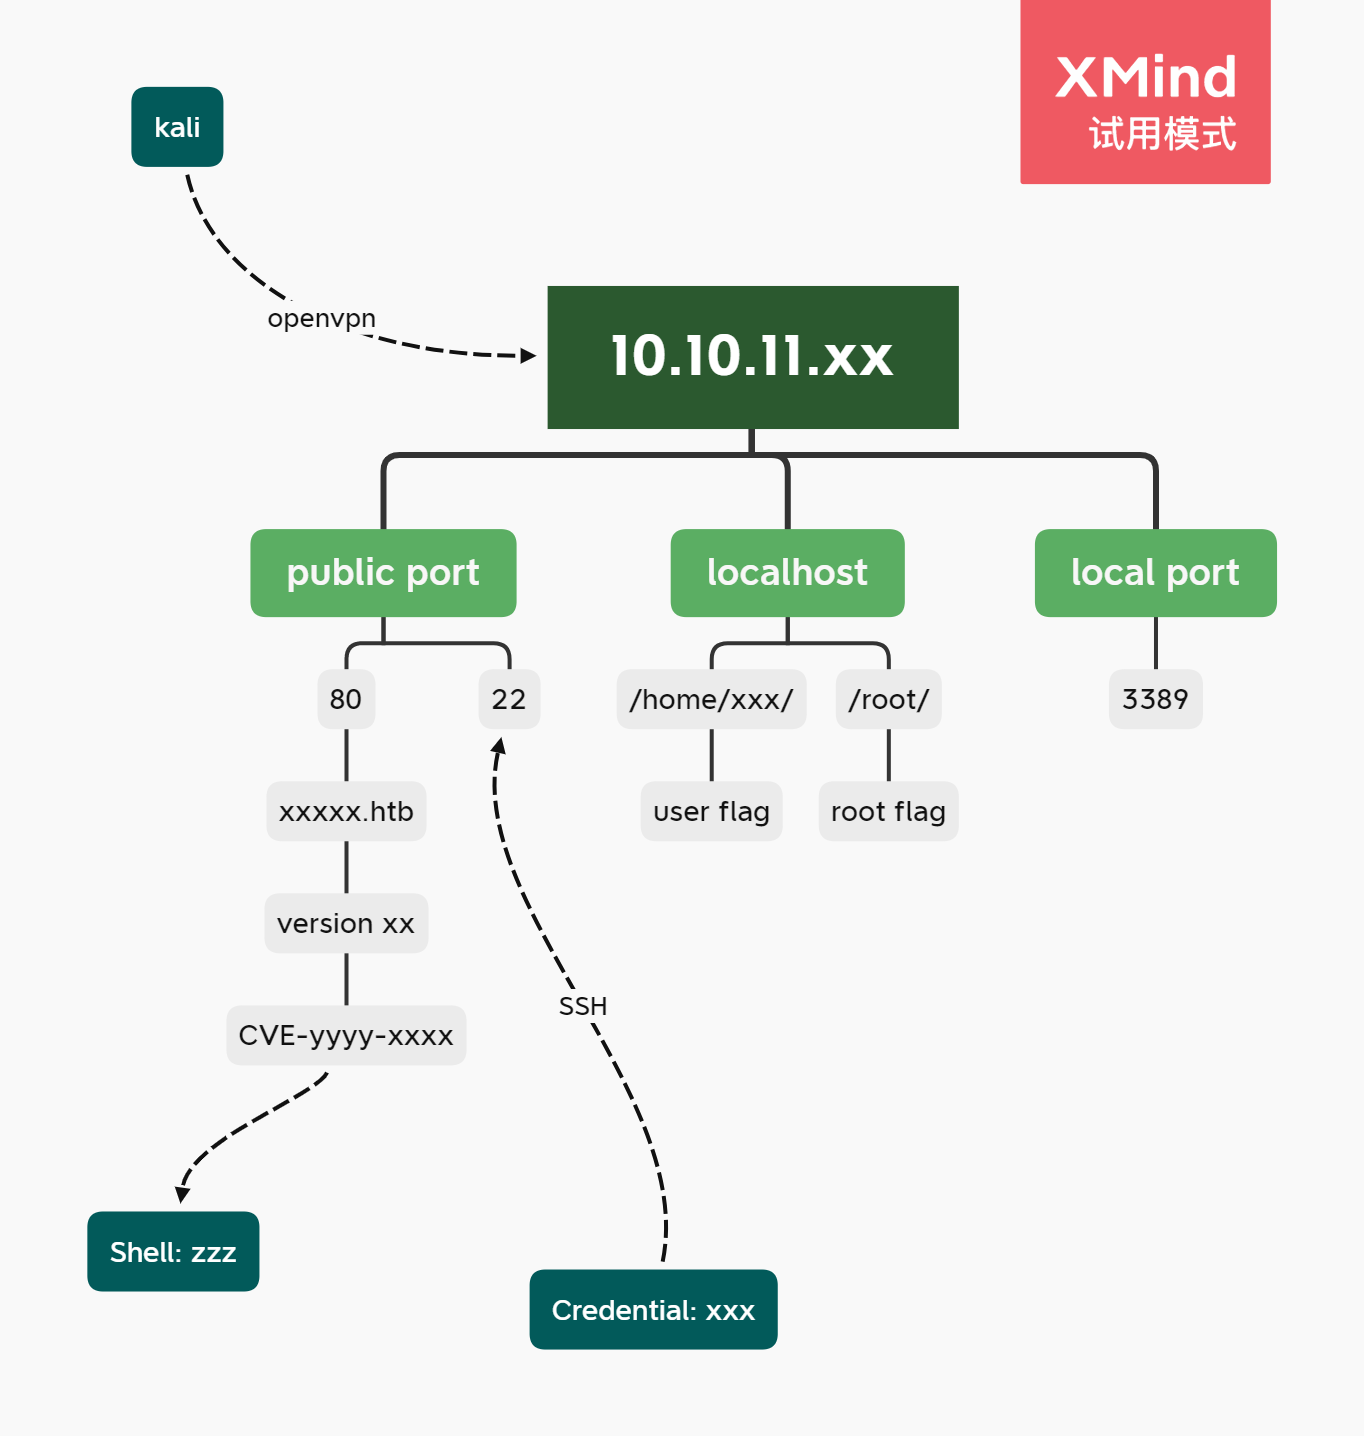 XMind
试用模式
kali
openvpn
10.10.11.xx
public port
localhost
local port
80
22
/home/xxx/
/root/
3389
xxxxx.htb
user flag
root flag
version xx
SSH
CVE-yyyy-xxxx
Shell: zzz
Credential: xxx